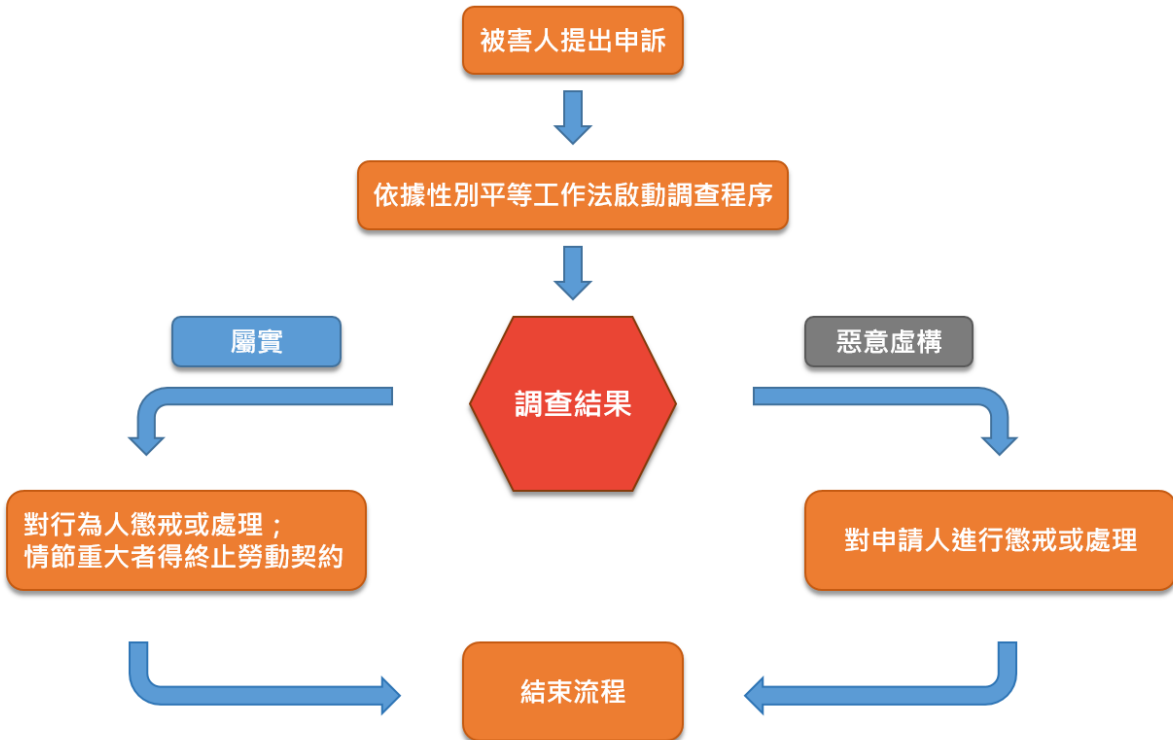 被害人提出申訴
依據性別平等工作法啟動調查程序
屬實
惡意虛構
調查結果
對行為人懲戒或處理；
情節重大者得終止勞動契約
對申請人進行懲戒或處理
結束流程